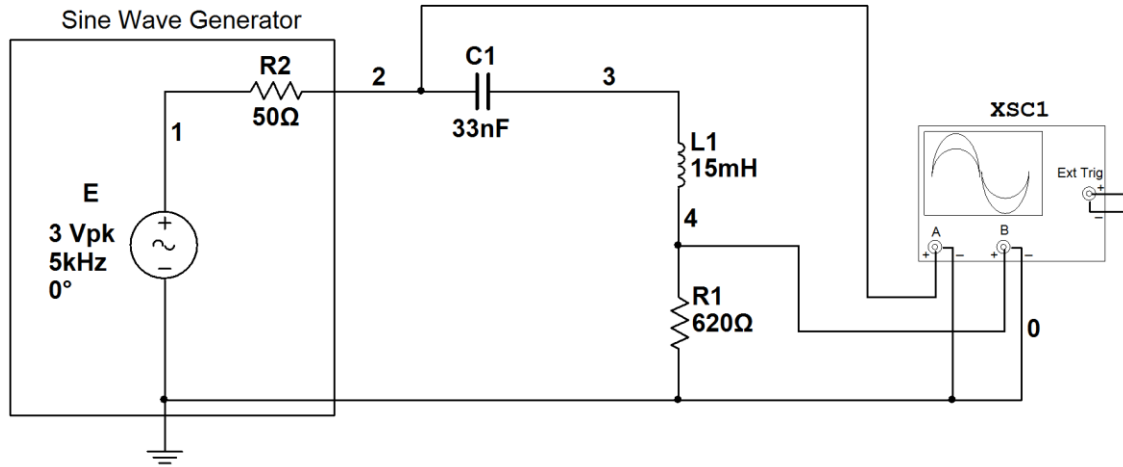 Sine Wave Generator
R2
50Ω
1
2
C1
33nF
3
L1
15mH
4
R1
620Ω
E
3 Vpk
5kHz
0°
+
−
XSC1
Ext Trig
+
−
A
B
+
−
+
−
0